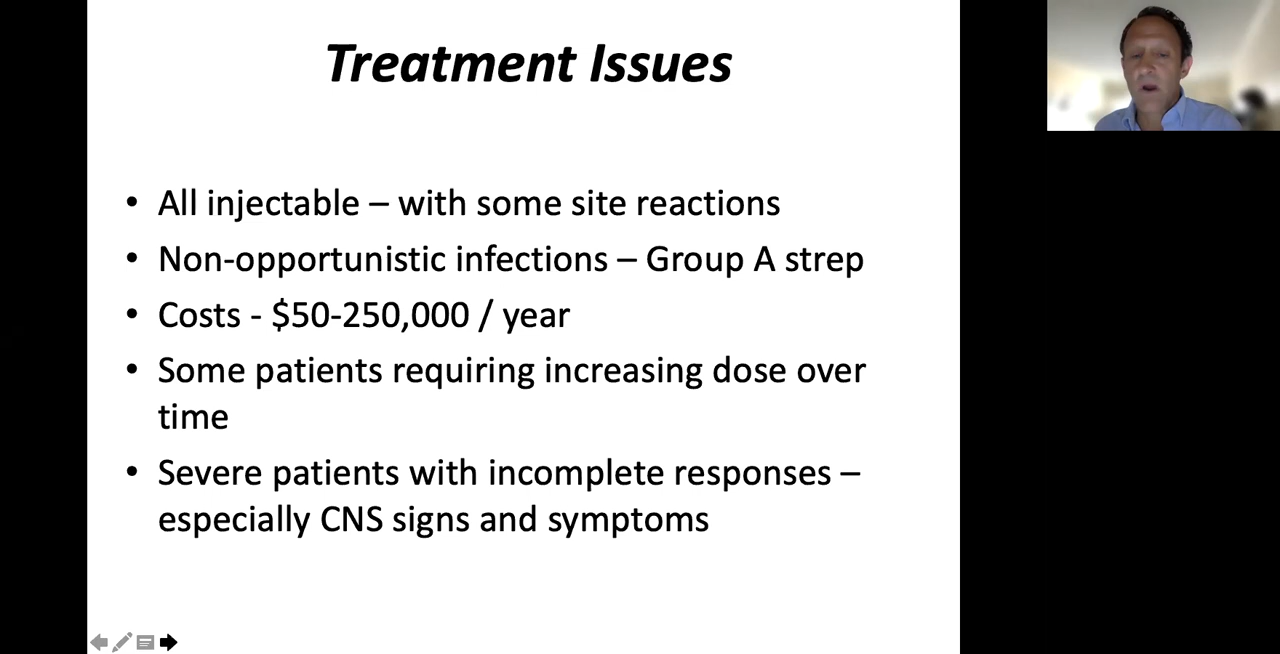 Treatment Issues
• All injectable – with some site reactions
• Non-opportunistic infections – Group A strep
• Costs - $50-250,000 / year
• Some patients requiring increasing dose over
time
• Severe patients with incomplete responses –
especially CNS signs and symptoms